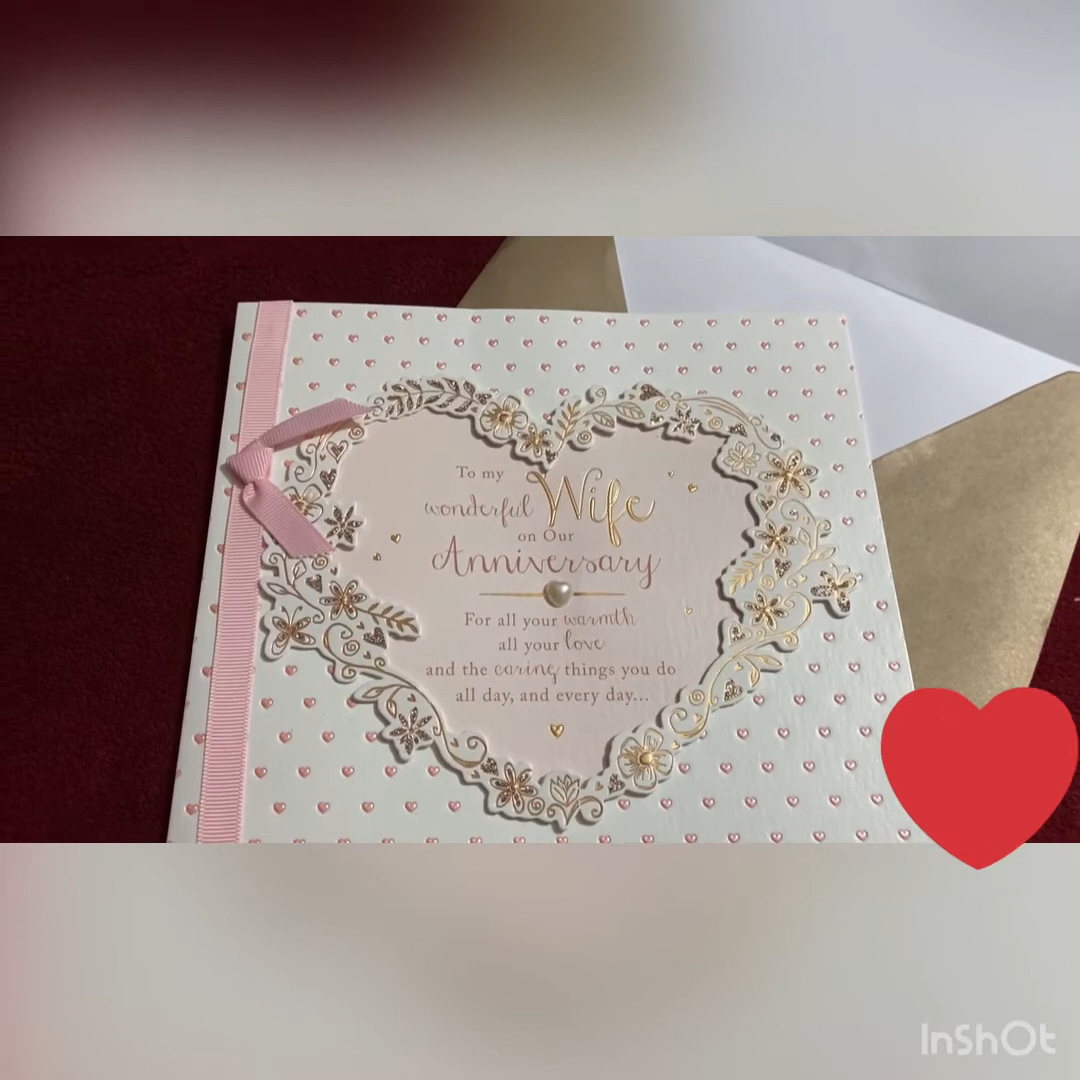 To my
wonderful Wife
on Our
Anniversary
For all your warmth
all your love
and the caring things you do
all day, and every day...
InShOt